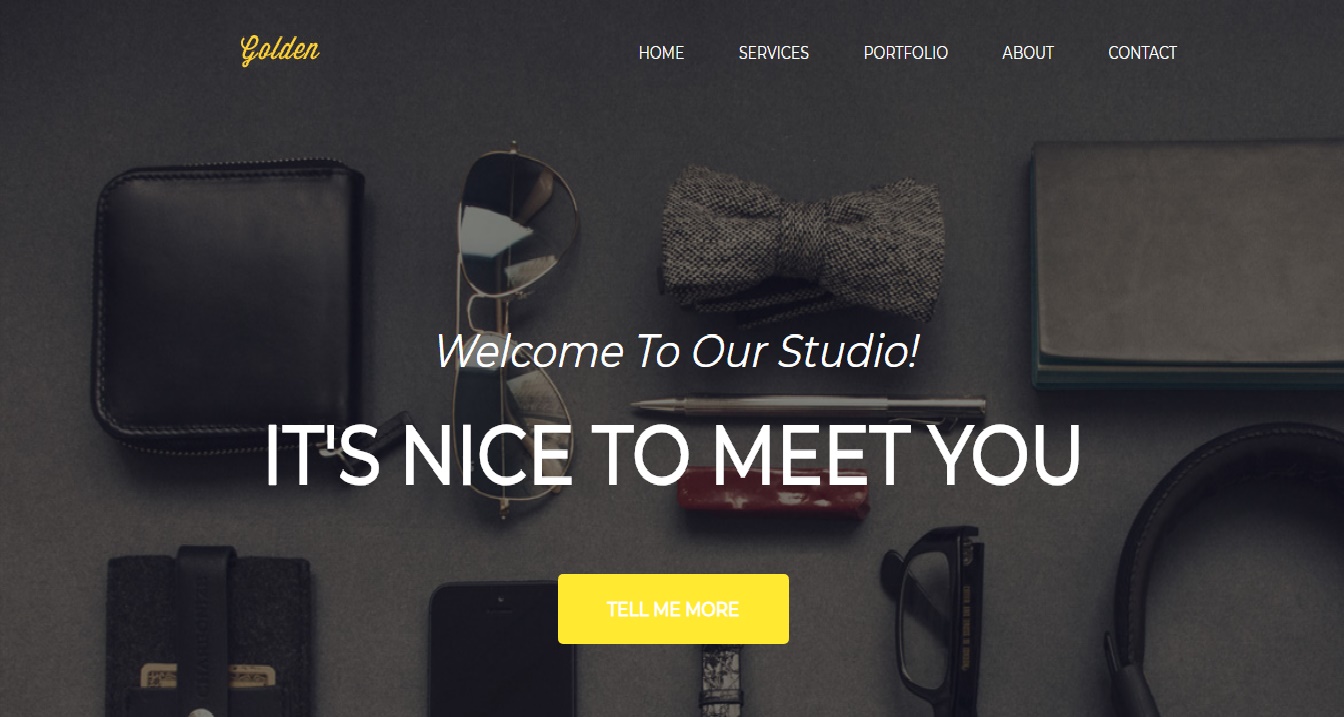 Golden
HOME SERVICES PORTFOLIO ABOUT CONTACT
Welcome To Our Studio!
IT'S NICE TO MEET YOU
TELL ME MORE